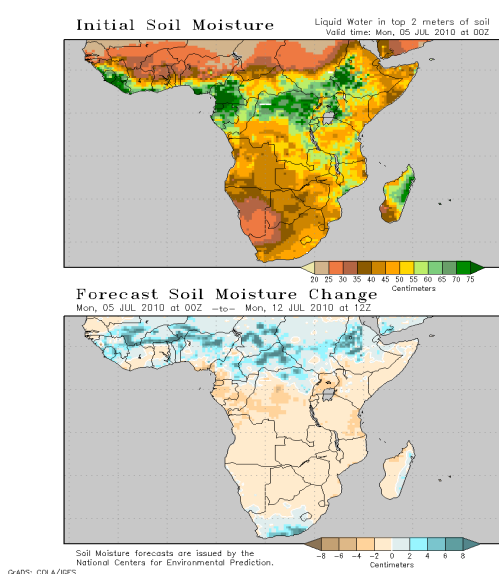 Initial Soil Moisture
Liquid Water in top 2 meters of soil
Valid time: Mon, 05 JUL 2010 at 00Z
20 25 30 35 40 45 50 55 60 65 70 75
Centimeters
Forecast Soil Moisture Change
Mon, 05 JUL 2010 at 00Z -to- Mon, 12 JUL 2010 at 12Z
Soil Moisture forecasts are issued by the
National Centers for Environmental Prediction.
-8 -6 -4 -2 0 2 4 6 8
Centimeters
GrADS: COLA/IGES